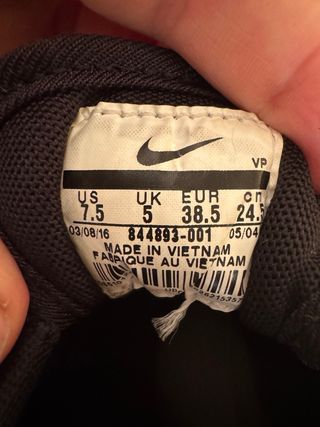 VP
US UK EUR cm
7.5 5 38.5 24.5
03/08/16 844893-001 05/04
MADE IN VIETNAM
FABRIQUE AU VIETNAM